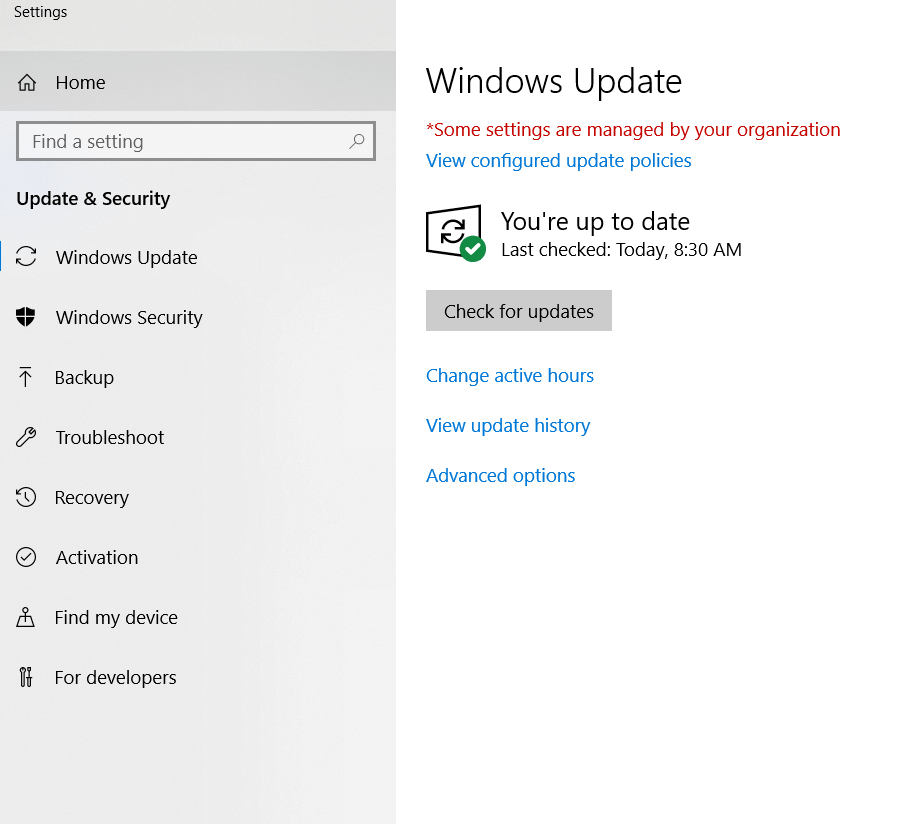 Settings
Home
Find a setting
Update & Security
Windows Update
Windows Security
Backup
Troubleshoot
Recovery
Activation
Find my device
For developers
Windows Update
*Some settings are managed by your organization
View configured update policies
You're up to date
Last checked: Today, 8:30 AM
Check for updates
Change active hours
View update history
Advanced options